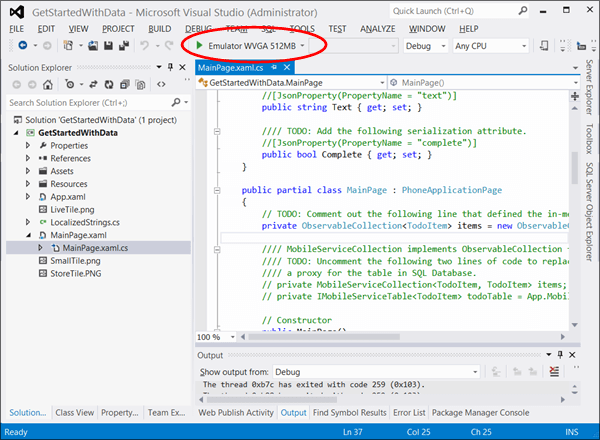 GetStartedWithData - Microsoft Visual Studio (Administrator)
Quick Launch (Ctrl+Q)
FILE EDIT VIEW PROJECT BUILD DEBUG TEAM SQL TOOLS TEST ANALYZE WINDOW HELP
Emulator WVGA 512MB Debug Any CPU
Solution Explorer
Search Solution Explorer (Ctrl+;)
Solution 'GetStartedWithData' (1 project)
GetStartedWithData
Properties
References
Assets
Resources
App.xaml
LiveTile.png
LocalizedStrings.cs
MainPage.xaml
MainPage.xaml.cs
SmallTile.png
StoreTile.PNG
Solution... Class View Property... Team Ex...
MainPage.xaml.cs
GetStartedWithData.MainPage MainPage()
//[JsonProperty(PropertyName = "text")]
public string Text { get; set; }
//// TODO: Add the following serialization attribute.
//[JsonProperty(PropertyName = "complete")]
public bool Complete { get; set; }
}
public partial class MainPage : PhoneApplicationPage
{
// TODO: Comment out the following line that defined the in-me
private ObservableCollection<TodoItem> items = new ObservableC
//// MobileServiceCollection implements ObservableCollection
//// TODO: Uncomment the following two lines of code to replac
//// a proxy for the table in SQL Database.
// private MobileServiceCollection<TodoItem, TodoItem> items;
// private IMobileServiceTable<TodoItem> todoTable = App.Mobil
// Constructor
public MainPage()
100 %
Output
Show output from: Debug
The thread 0xb7c has exited with code 259 (0x103).
Web Publish Activity Output Find Symbol Results Error List Package Manager Console
Server Explorer
Toolbox
SQL Server Object Explorer
Ready Ln 37 Col 25 Ch 25 INS